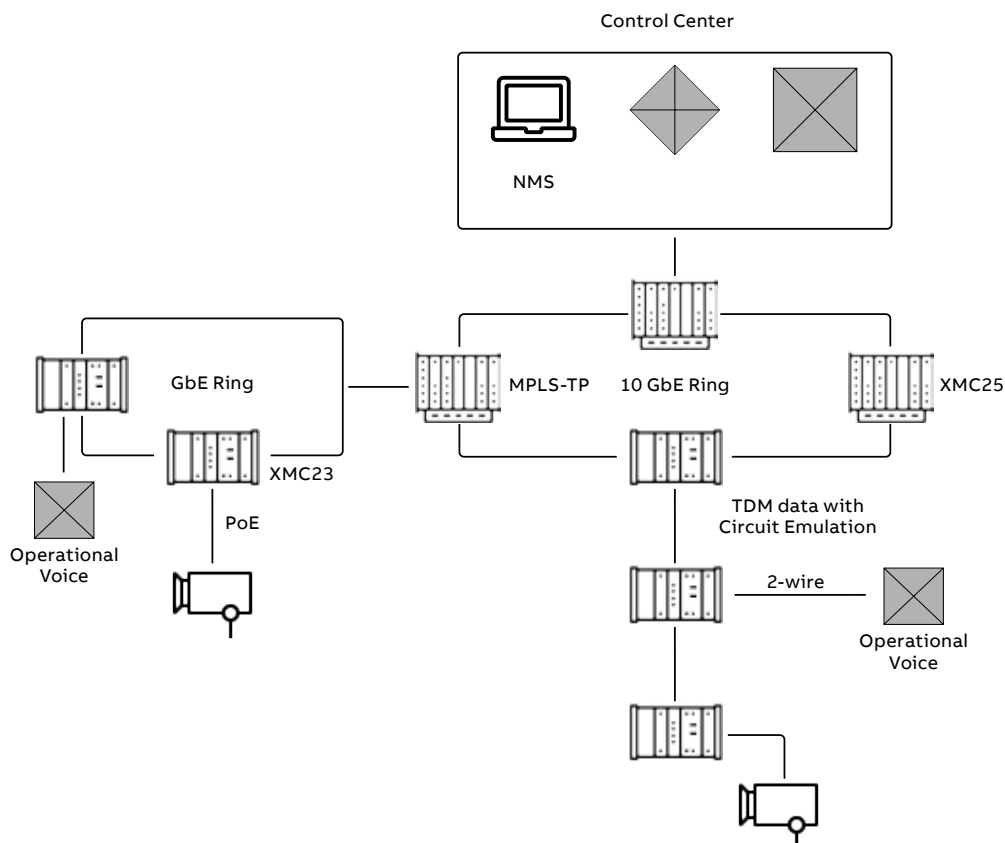 Control Center
NMS
GbE Ring
MPLS-TP
10 GbE Ring
XMC25
XMC23
PoE
Operational
Voice
TDM data with
Circuit Emulation
2-wire
Operational
Voice